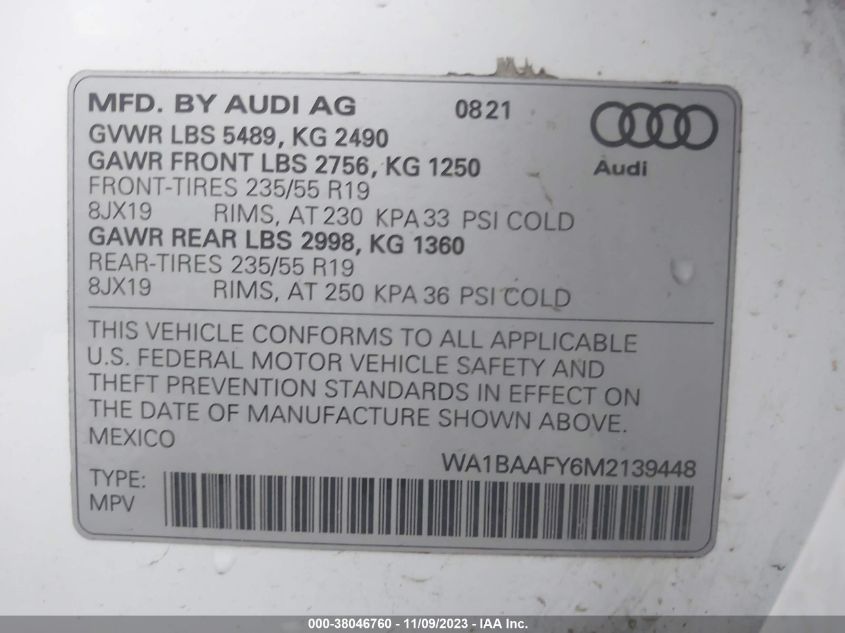 MFD. BY AUDI AG 0821
GVWR LBS 5489, KG 2490
GAWR FRONT LBS 2756, KG 1250
Audi
FRONT-TIRES 235/55 R19
8JX19 RIMS, AT 230 KPA 33 PSI COLD
GAWR REAR LBS 2998, KG 1360
REAR-TIRES 235/55 R19
8JX19 RIMS, AT 250 KPA 36 PSI COLD
THIS VEHICLE CONFORMS TO ALL APPLICABLE
U.S. FEDERAL MOTOR VEHICLE SAFETY AND
THEFT PREVENTION STANDARDS IN EFFECT ON
THE DATE OF MANUFACTURE SHOWN ABOVE.
MEXICO
WA1BAAFY6M2139448
TYPE:
MPV
000-38046760 - 11/09/2023 - IAA Inc.